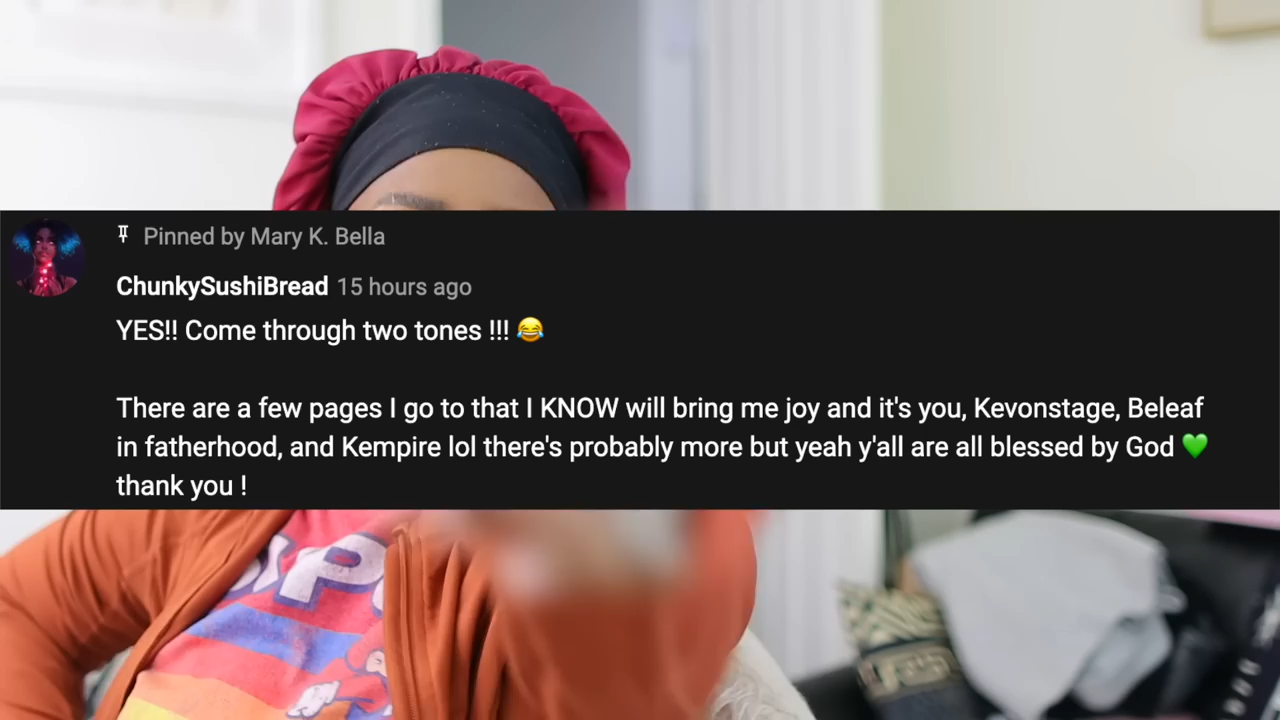 Pinned by Mary K. Bella
ChunkySushiBread 15 hours ago
YES!! Come through two tones !!! 😂
There are a few pages I go to that I KNOW will bring me joy and it's you, Kevonstage, Beleaf
in fatherhood, and Kempire lol there's probably more but yeah y'all are all blessed by God 💚
thank you !